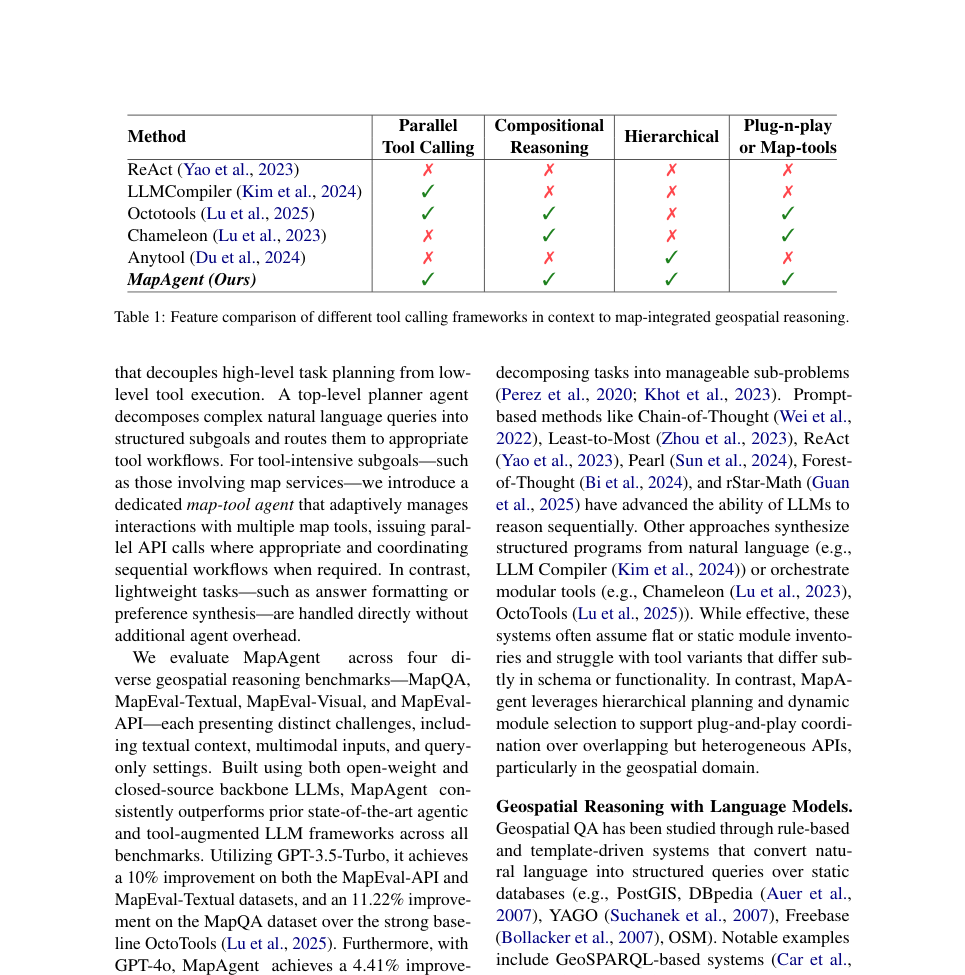 Method Parallel Tool Calling Compositional Reasoning Hierarchical Plug-n-play or Map-tools
ReAct (Yao et al., 2023) ✗ ✗ ✗ ✗
LLMCompiler (Kim et al., 2024) ✓ ✗ ✗ ✗
Octotools (Lu et al., 2025) ✓ ✓ ✗ ✓
Chameleon (Lu et al., 2023) ✗ ✓ ✗ ✓
Anytool (Du et al., 2024) ✗ ✗ ✓ ✗
MapAgent (Ours) ✓ ✓ ✓ ✓
Table 1: Feature comparison of different tool calling frameworks in context to map-integrated geospatial reasoning.
that decouples high-level task planning from low-
level tool execution. A top-level planner agent
decomposes complex natural language queries into
structured subgoals and routes them to appropriate
tool workflows. For tool-intensive subgoals—such
as those involving map services—we introduce a
dedicated map-tool agent that adaptively manages
interactions with multiple map tools, issuing paral-
lel API calls where appropriate and coordinating
sequential workflows when required. In contrast,
lightweight tasks—such as answer formatting or
preference synthesis—are handled directly without
additional agent overhead.
We evaluate MapAgent across four di-
verse geospatial reasoning benchmarks—MapQA,
MapEval-Textual, MapEval-Visual, and MapEval-
API—each presenting distinct challenges, includ-
ing textual context, multimodal inputs, and query-
only settings. Built using both open-weight and
closed-source backbone LLMs, MapAgent con-
sistently outperforms prior state-of-the-art agentic
and tool-augmented LLM frameworks across all
benchmarks. Utilizing GPT-3.5-Turbo, it achieves
a 10% improvement on both the MapEval-API and
MapEval-Textual datasets, and an 11.22% improve-
ment on the MapQA dataset over the strong base-
line OctoTools (Lu et al., 2025). Furthermore, with
GPT-4o, MapAgent achieves a 4.41% improve-
decomposing tasks into manageable sub-problems
(Perez et al., 2020; Khot et al., 2023). Prompt-
based methods like Chain-of-Thought (Wei et al.,
2022), Least-to-Most (Zhou et al., 2023), ReAct
(Yao et al., 2023), Pearl (Sun et al., 2024), Forest-
of-Thought (Bi et al., 2024), and rStar-Math (Guan
et al., 2025) have advanced the ability of LLMs to
reason sequentially. Other approaches synthesize
structured programs from natural language (e.g.,
LLM Compiler (Kim et al., 2024)) or orchestrate
modular tools (e.g., Chameleon (Lu et al., 2023),
OctoTools (Lu et al., 2025)). While effective, these
systems often assume flat or static module invento-
ries and struggle with tool variants that differ sub-
tly in schema or functionality. In contrast, MapA-
gent leverages hierarchical planning and dynamic
module selection to support plug-and-play coordi-
nation over overlapping but heterogeneous APIs,
particularly in the geospatial domain.
Geospatial Reasoning with Language Models.
Geospatial QA has been studied through rule-based
and template-driven systems that convert natu-
ral language into structured queries over static
databases (e.g., PostGIS, DBpedia (Auer et al.,
2007), YAGO (Suchanek et al., 2007), Freebase
(Bollacker et al., 2007), OSM). Notable examples
include GeoSPARQL-based systems (Car et al.,